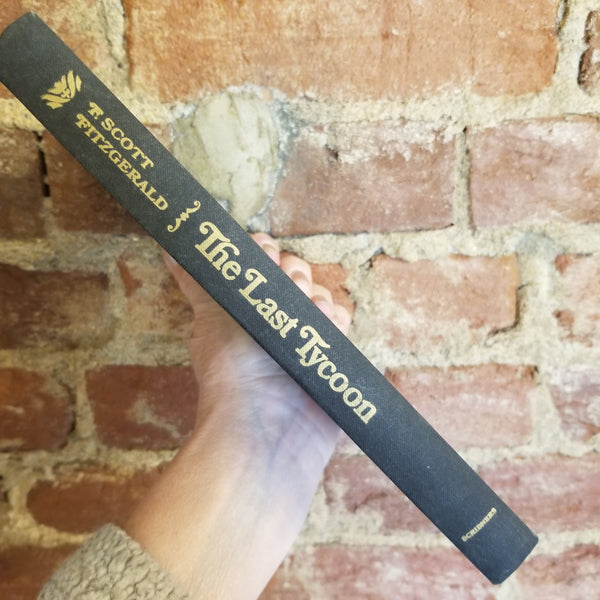 F. SCOTT
FITZGERALD
The Last Tycoon
SCRIBNERS